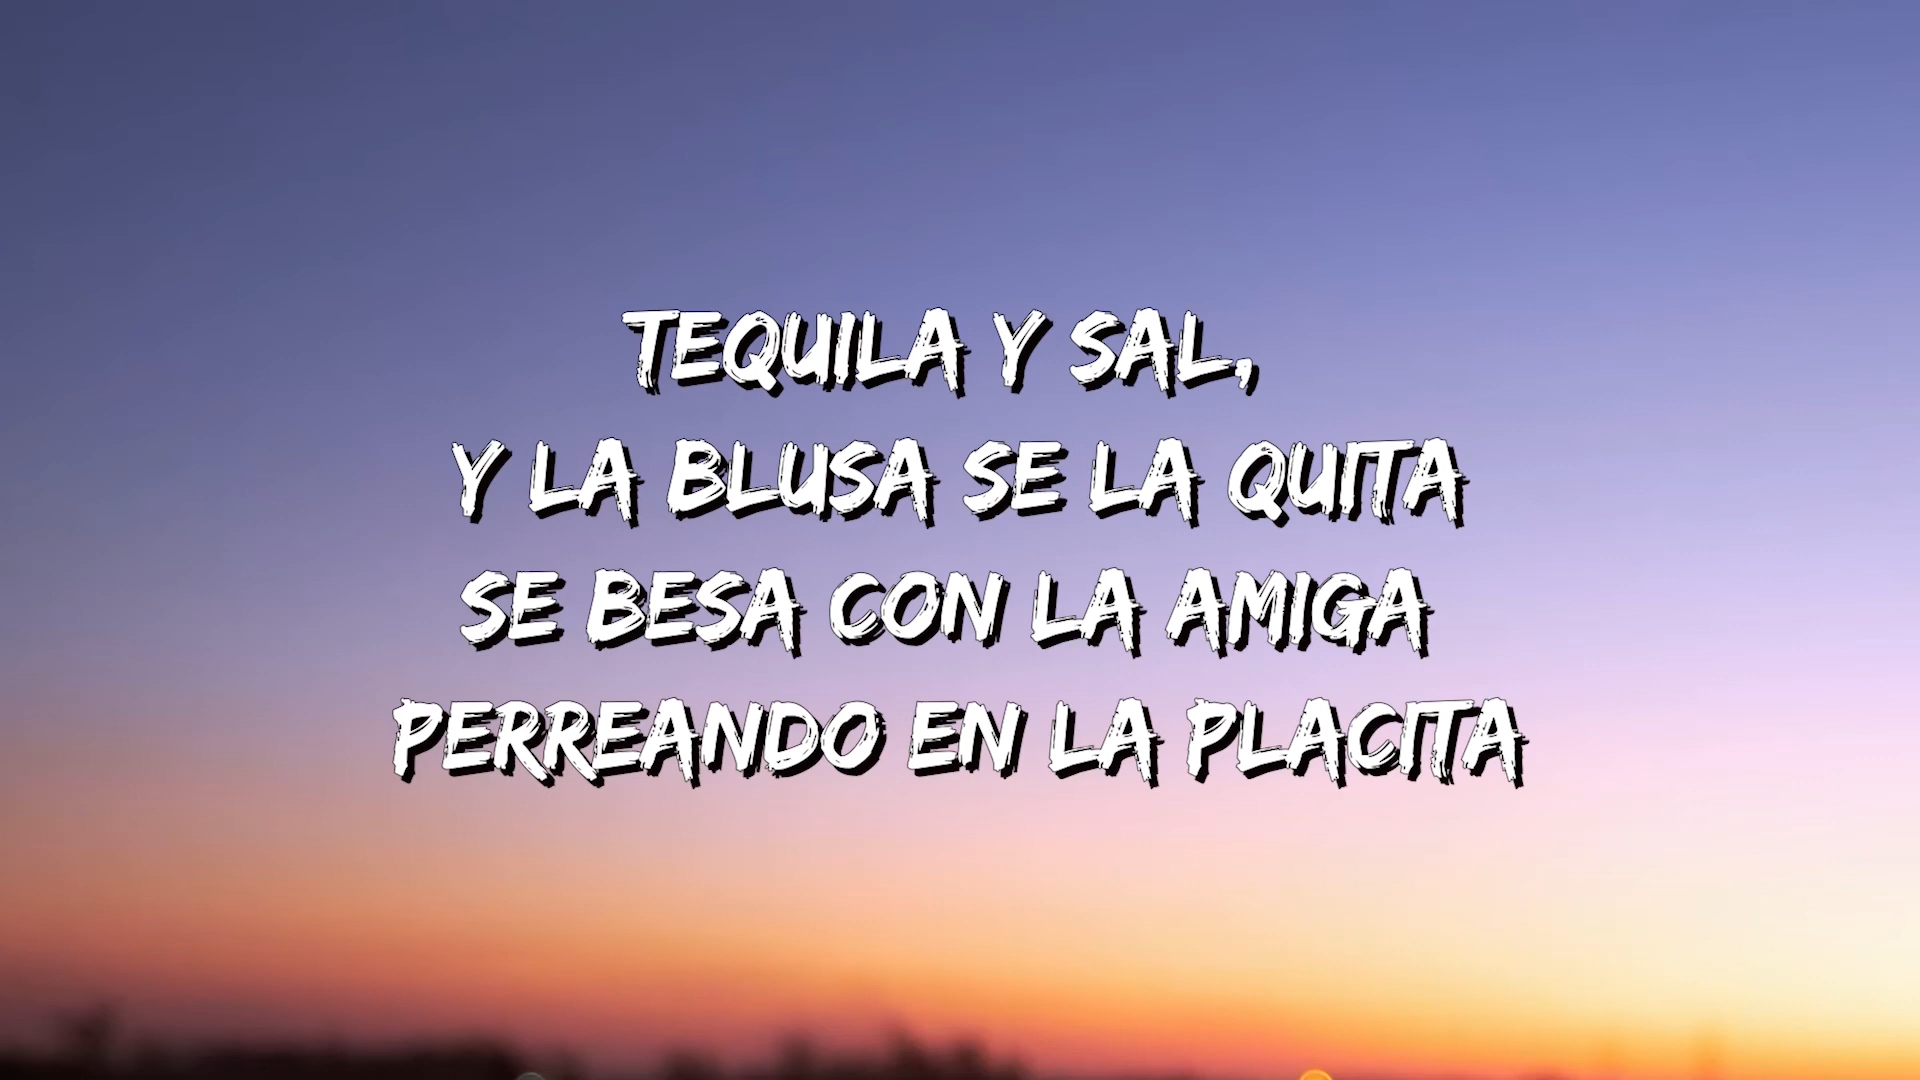 TEQUILA Y SAL,
Y LA BLUSA SE LA QUITA
SE BESA CON LA AMIGA
PERREANDO EN LA PLACITA